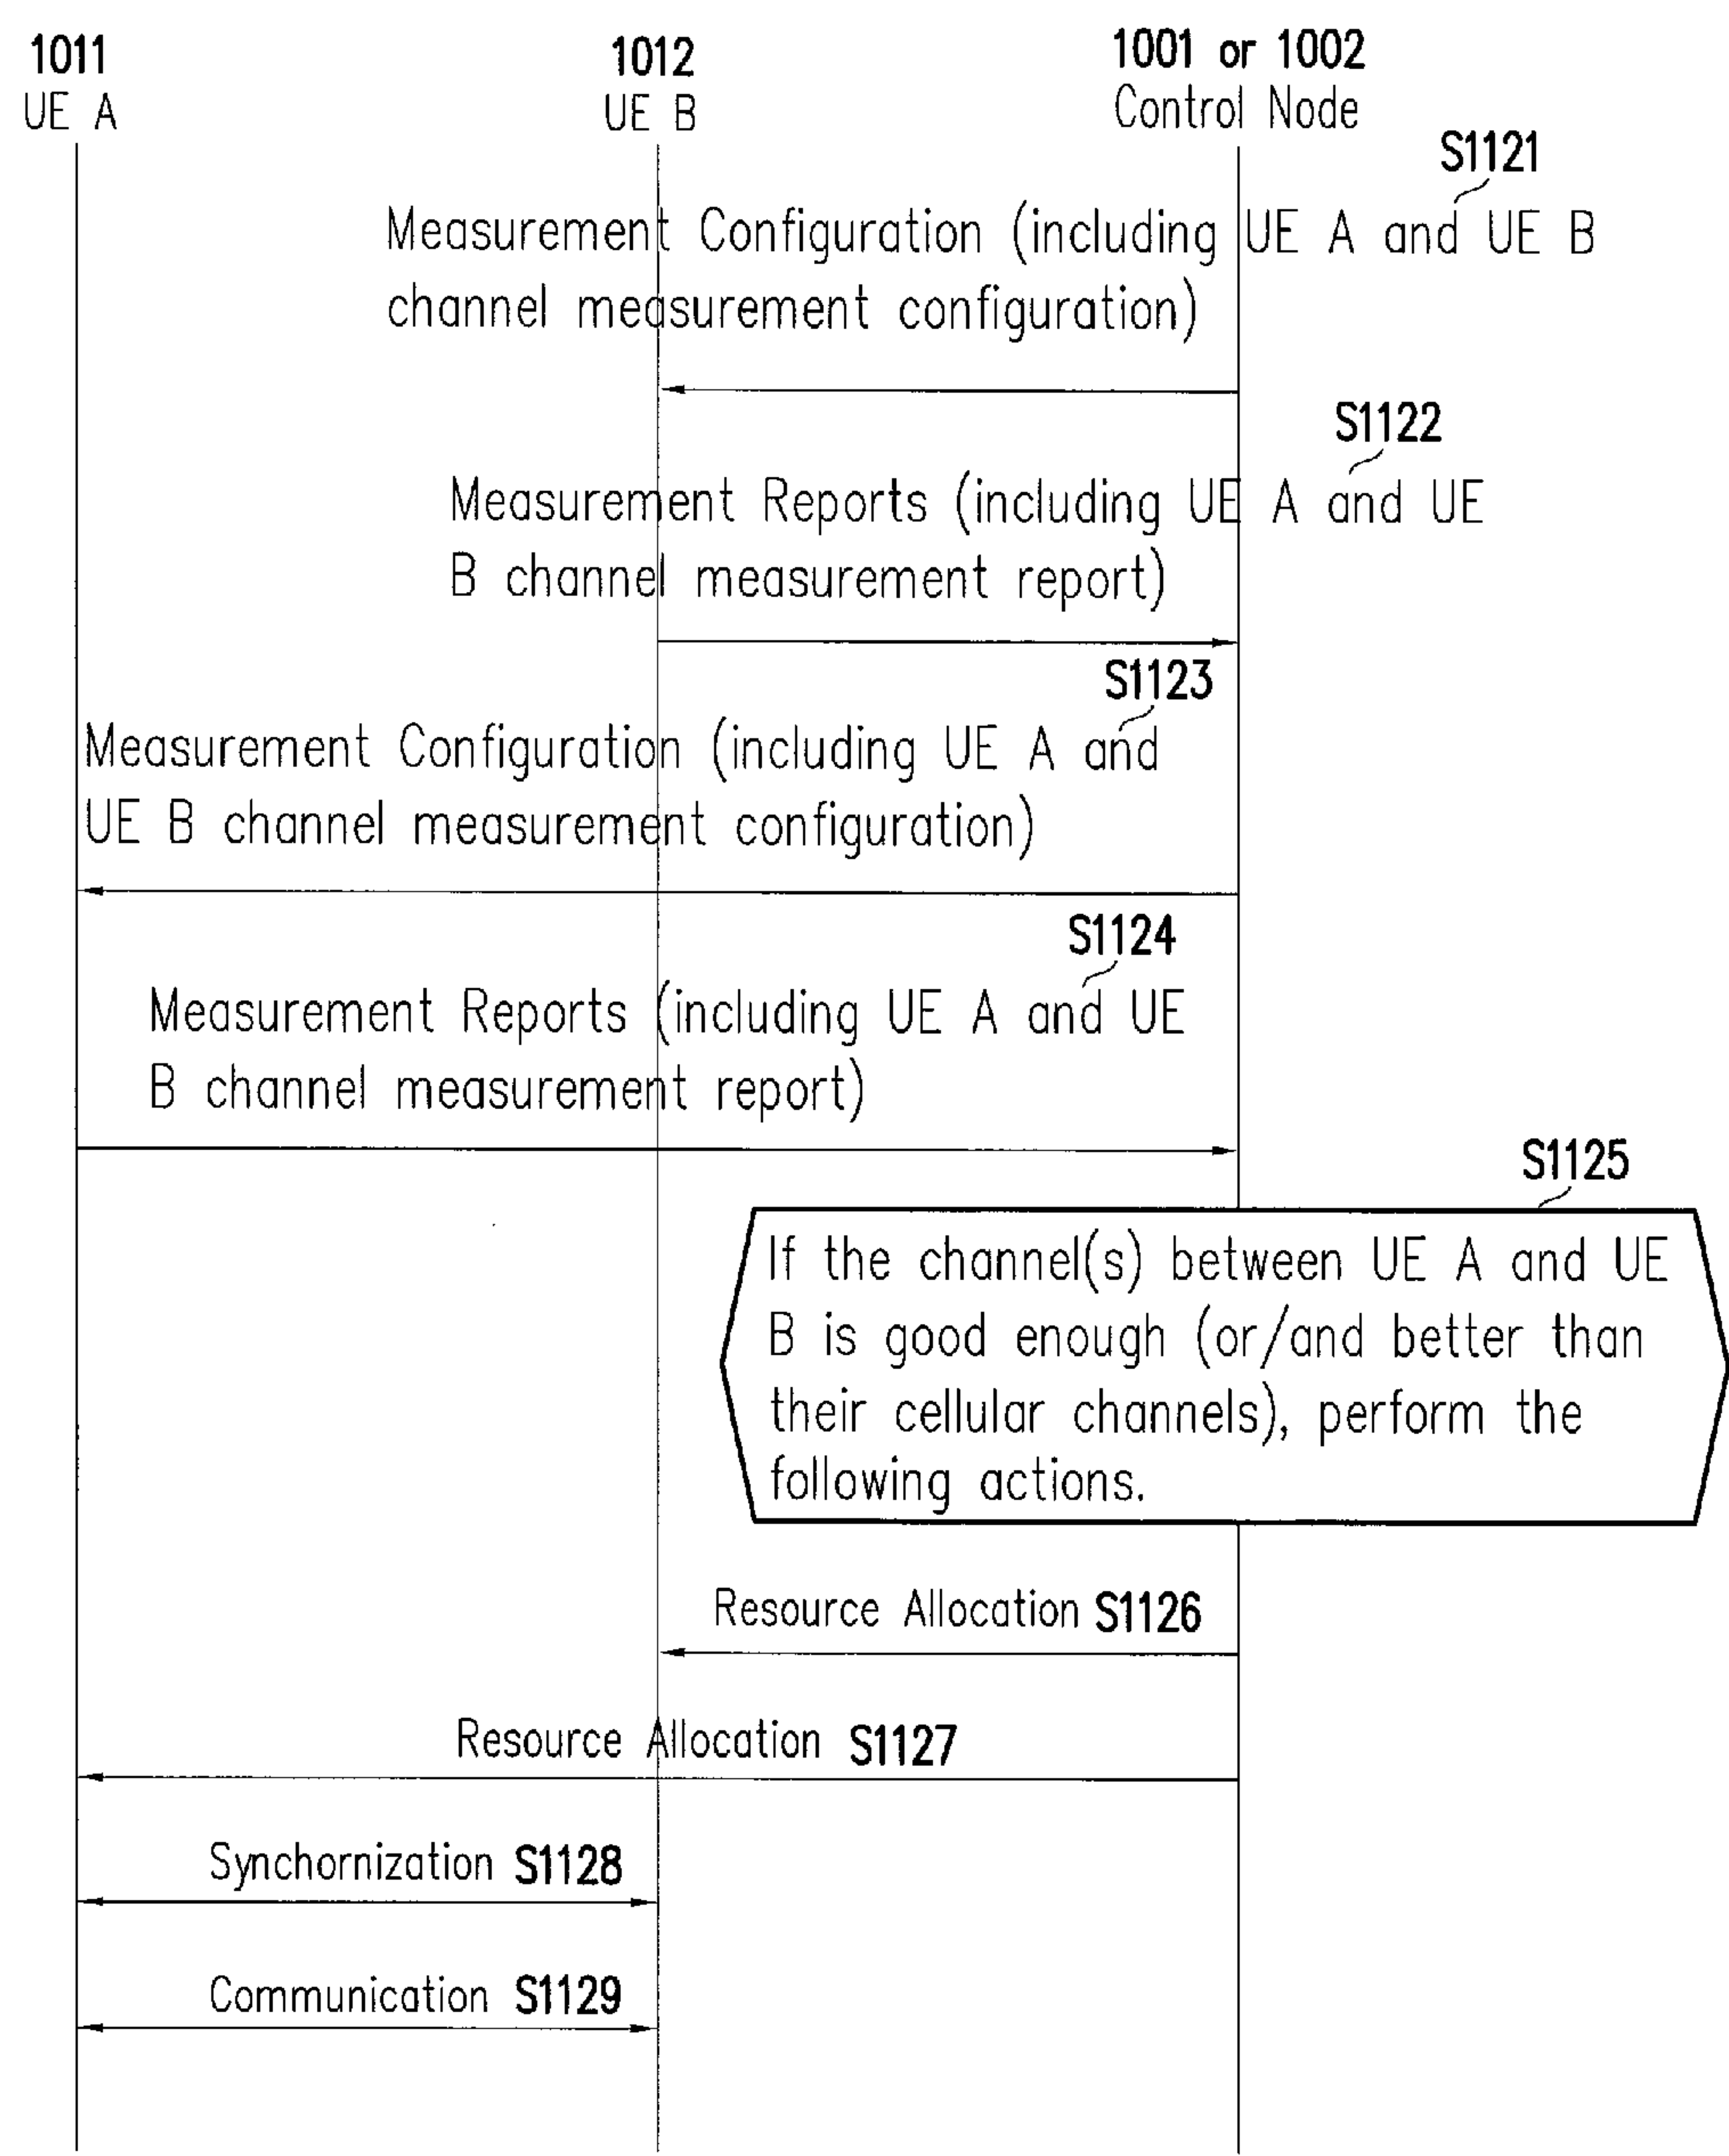 1011
UE A
1012
UE B
1001 or 1002
Control Node
S1121
Measurement Configuration (including UE A and UE B
channel measurement configuration)
S1122
Measurement Reports (including UE A and UE
B channel measurement report)
S1123
Measurement Configuration (including UE A and
UE B channel measurement configuration)
S1124
Measurement Reports (including UE A and UE
B channel measurement report)
S1125
If the channel(s) between UE A and UE
B is good enough (or/and better than
their cellular channels), perform the
following actions.
Resource Allocation S1126
Resource Allocation S1127
Synchornization S1128
Communication S1129